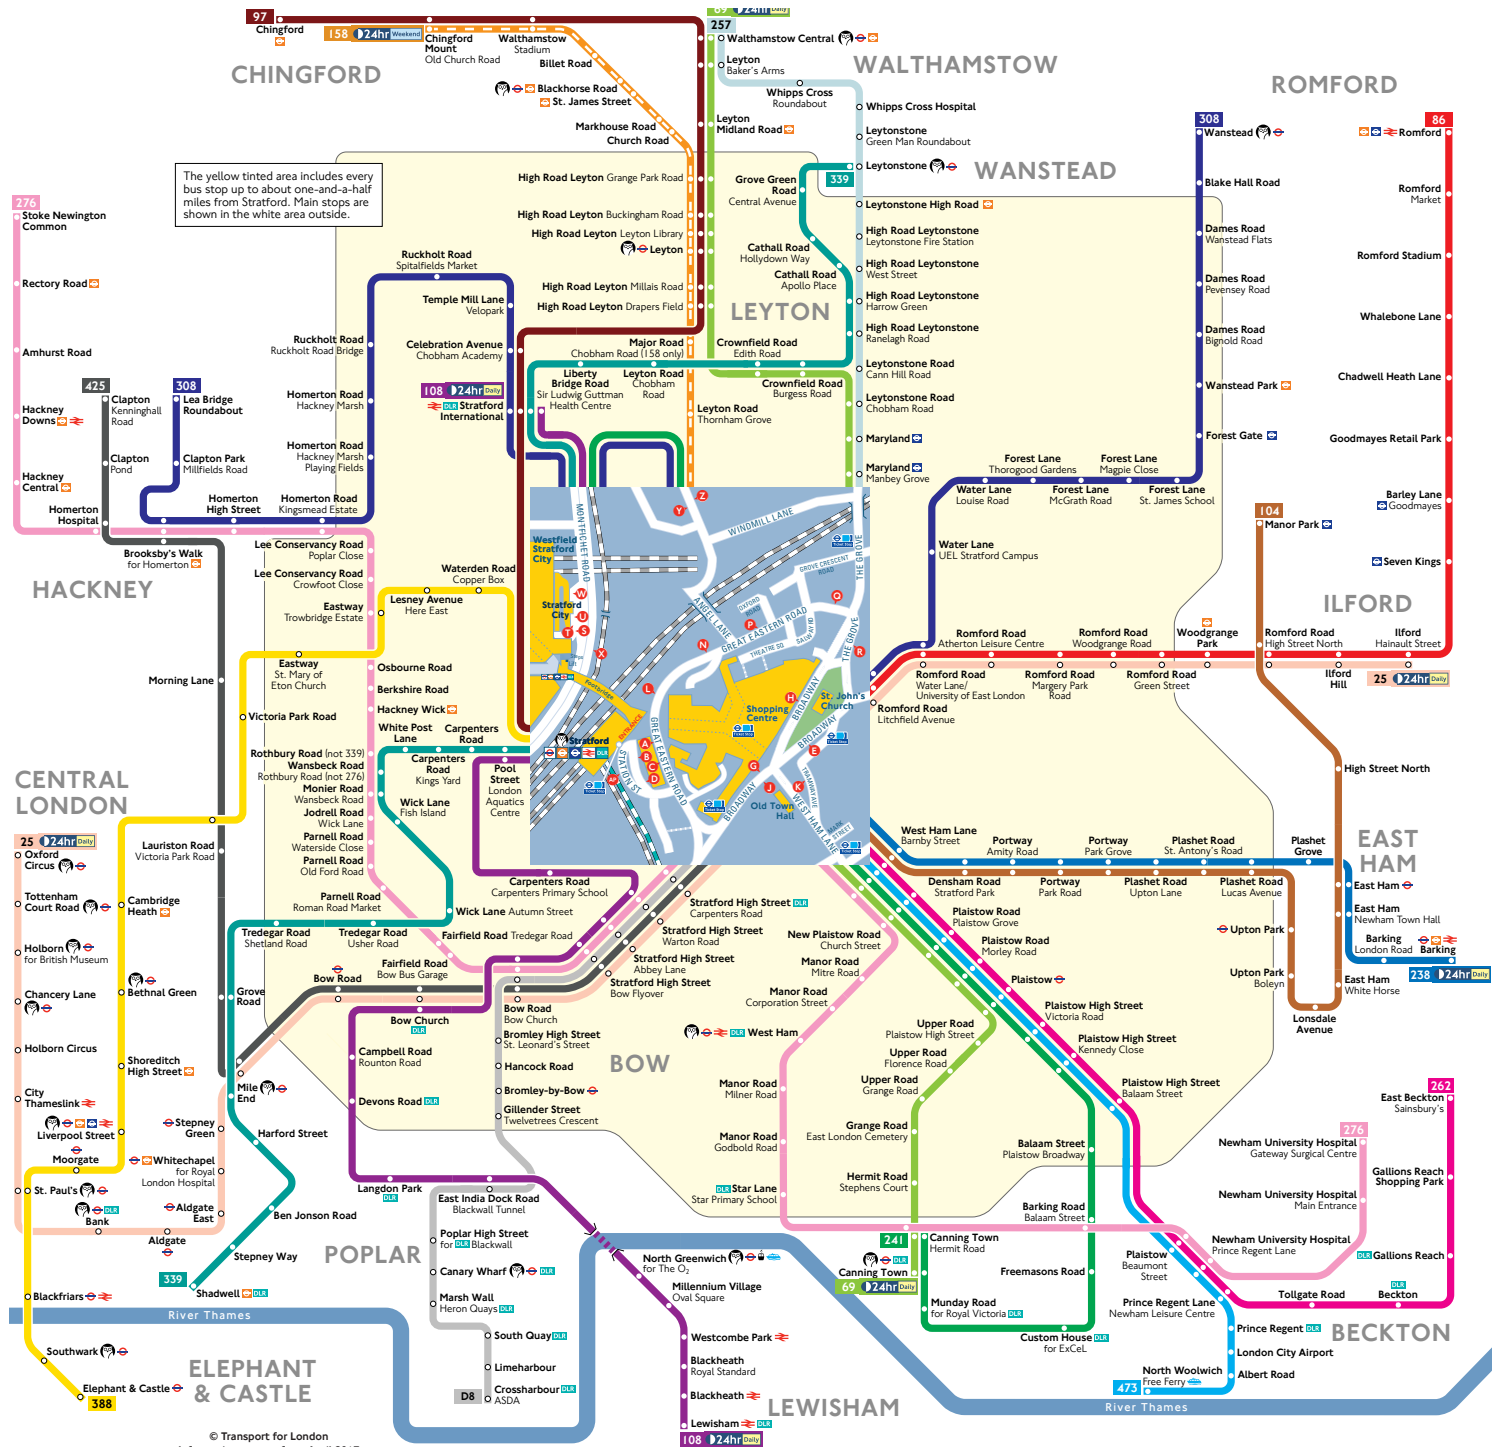 97
Chingford
158
24hr Weekend
Chingford
Mount
Old Church Road
Walthamstow
Stadium
Billet Road
Blackhorse Road
St. James Street
Markhouse Road
Church Road
CHINGFORD
69
24hr Daily
257
Walthamstow Central
Leyton
Baker's Arms
Whipps Cross
Roundabout
Leyton
Midland Road
WALTHAMSTOW
Whipps Cross Hospital
Leytonstone
Green Man Roundabout
Leytonstone
339
WANSTEAD
ROMFORD
308
Wanstead
86
Romford
Blake Hall Road
Romford
Market
Dames Road
Wanstead Flats
Romford Stadium
Dames Road
Pevensey Road
Whalebone Lane
Dames Road
Bignold Road
Chadwell Heath Lane
Wanstead Park
Forest Gate
Goodmayes Retail Park
Barley Lane
Goodmayes
Seven Kings
ILFORD
The yellow tinted area includes every
bus stop up to about one-and-a-half
miles from Stratford. Main stops are
shown in the white area outside.
276
Stoke Newington
Common
Rectory Road
Amhurst Road
Hackney
Downs
Hackney
Central
Homerton
Hospital
425
Clapton
Kenninghall
Road
Clapton
Pond
308
Lea Bridge
Roundabout
Clapton Park
Millfields Road
Homerton
High Street
Homerton Road
Kingsmead Estate
Brooksby's Walk
for Homerton
HACKNEY
High Road Leyton Grange Park Road
High Road Leyton Buckingham Road
High Road Leyton Leyton Library
Leyton
High Road Leyton Millais Road
High Road Leyton Drapers Field
Ruckholt Road
Spitalfields Market
Temple Mill Lane
Velopark
Ruckholt Road
Ruckholt Road Bridge
Celebration Avenue
Chobham Academy
Homerton Road
Hackney Marsh
Homerton Road
Hackney Marsh
Playing Fields
108
24hr Daily
DLR Stratford
International
Major Road
Chobham Road (158 only)
Liberty
Bridge Road
Sir Ludwig Guttman
Health Centre
Leyton Road
Chobham
Road
Leyton Road
Thornham Grove
LEYTON
Crownfield Road
Edith Road
Crownfield Road
Burgess Road
Grove Green
Road
Central Avenue
Cathall Road
Hollydown Way
Cathall Road
Apollo Place
Leytonstone High Road
High Road Leytonstone
Leytonstone Fire Station
High Road Leytonstone
West Street
High Road Leytonstone
Harrow Green
High Road Leytonstone
Ranelagh Road
Leytonstone Road
Cann Hill Road
Leytonstone Road
Chobham Road
Maryland
Maryland
Manbey Grove
Forest Lane
Thorogood Gardens
Forest Lane
Magpie Close
Water Lane
Louise Road
Forest Lane
McGrath Road
Forest Lane
St. James School
Water Lane
UEL Stratford Campus
104
Manor Park
Romford Road
Atherton Leisure Centre
Romford Road
Woodgrange Road
Woodgrange
Park
Romford Road
High Street North
Ilford
Hainault Street
Romford Road
Water Lane/
University of East London
Romford Road
Margery Park
Road
Romford Road
Green Street
Ilford
Hill
25
24hr Daily
Romford Road
Litchfield Avenue
High Street North
Lee Conservancy Road
Poplar Close
Lee Conservancy Road
Crowfoot Close
Eastway
Trowbridge Estate
Waterden Road
Copper Box
Lesney Avenue
Here East
Eastway
St. Mary of
Eton Church
Osbourne Road
Berkshire Road
Hackney Wick
Morning Lane
Victoria Park Road
White Post
Lane
Carpenters
Road
Rothbury Road (not 339)
Wansbeck Road
Rothbury Road (not 276)
Monier Road
Wansbeck Road
Jodrell Road
Wick Lane
Parnell Road
Waterside Close
Parnell Road
Old Ford Road
Carpenters
Road
Kings Yard
Wick Lane
Fish Island
Pool
Street
London
Aquatics
Centre
Westfield
Stratford
City
Stratford
City
MONTFICHET ROAD
WINDMILL LANE
ANGEL LANE
GREAT EASTERN ROAD
GROVE CRESCENT
ROAD
OXFORD
ROAD
THEATRE SQ
SALWAY RD
THE GROVE
THE GROVE
Z
Y
W
U
T
S
X
N
P
Q
R
L
H
A
B
C
D
E
G
J
K
AP
Footbridge
ENTRANCE
Stratford
STATION ST
GREAT EASTERN ROAD
Shopping
Centre
BROADWAY
BROADWAY
BROADWAY
St. John's
Church
Old Town
Hall
TRAMWAY AVE
WEST HAM LANE
MARK
STREET
Ticket Stop
CENTRAL
LONDON
25
24hr Daily
Oxford
Circus
Tottenham
Court Road
Holborn
for British Museum
Chancery Lane
Holborn Circus
City
Thameslink
Liverpool Street
Moorgate
St. Paul's
Bank
Aldgate
Lauriston Road
Victoria Park Road
Cambridge
Heath
Bethnal Green
Shoreditch
High Street
Stepney
Green
Whitechapel
for Royal
London Hospital
Aldgate
East
Parnell Road
Roman Road Market
Tredegar Road
Shetland Road
Tredegar Road
Usher Road
Wick Lane Autumn Street
Carpenters Road
Carpenters Primary School
Fairfield Road Tredegar Road
Fairfield Road
Bow Bus Garage
Grove
Road
Bow Road
Bow Church
DLR
Bow Road
Bow Church
Mile
End
Harford Street
Ben Jonson Road
Stepney Way
339
Shadwell DLR
Stratford High Street DLR
Carpenters Road
Stratford High Street
Warton Road
Stratford High Street
Abbey Lane
Stratford High Street
Bow Flyover
Bromley High Street
St. Leonard's Street
Hancock Road
Bromley-by-Bow
Gillender Street
Twelvetrees Crescent
Campbell Road
Rounton Road
Devons Road DLR
Langdon Park
DLR
BOW
East India Dock Road
Blackwall Tunnel
POPLAR
Poplar High Street
for DLR Blackwall
Canary Wharf DLR
Marsh Wall
Heron Quays DLR
South Quay DLR
Limeharbour
Crossharbour DLR
ASDA
D8
Blackfriars
River Thames
Southwark
Elephant & Castle
388
ELEPHANT
& CASTLE
North Greenwich
for The O2
Millennium Village
Oval Square
Westcombe Park
Blackheath
Royal Standard
Blackheath
Lewisham DLR
108
24hr Daily
LEWISHAM
West Ham Lane
Barnby Street
Portway
Amity Road
Portway
Park Grove
Plashet Road
St. Antony's Road
Plashet
Grove
Densham Road
Stratford Park
Portway
Park Road
Plashet Road
Upton Lane
Plashet Road
Lucas Avenue
EAST
HAM
East Ham
East Ham
Newham Town Hall
Barking
London Road
Barking
238
24hr Daily
Upton Park
Upton Park
Boleyn
East Ham
White Horse
Lonsdale
Avenue
New Plaistow Road
Church Street
Manor Road
Mitre Road
Manor Road
Corporation Street
DLR West Ham
Manor Road
Milner Road
Manor Road
Godbold Road
DLR Star Lane
Star Primary School
Plaistow Road
Plaistow Grove
Plaistow Road
Morley Road
Plaistow
Plaistow High Street
Victoria Road
Plaistow High Street
Kennedy Close
Plaistow High Street
Balaam Street
Upper Road
Plaistow High Street
Upper Road
Florence Road
Upper Road
Grange Road
Grange Road
East London Cemetery
Hermit Road
Stephens Court
Balaam Street
Plaistow Broadway
Barking Road
Balaam Street
241
Canning Town
Hermit Road
DLR
Canning Town
69
24hr Daily
Freemasons Road
Munday Road
for Royal Victoria DLR
Custom House DLR
for ExCeL
Plaistow
Beaumont
Street
Prince Regent Lane
Newham Leisure Centre
Prince Regent DLR
London City Airport
Albert Road
North Woolwich
Free Ferry
473
262
East Beckton
Sainsbury's
276
Newham University Hospital
Gateway Surgical Centre
Newham University Hospital
Main Entrance
Newham University Hospital
Prince Regent Lane
Gallions Reach
Shopping Park
DLR Gallions Reach
Tollgate Road
DLR
Beckton
BECKTON
River Thames
© Transport for London